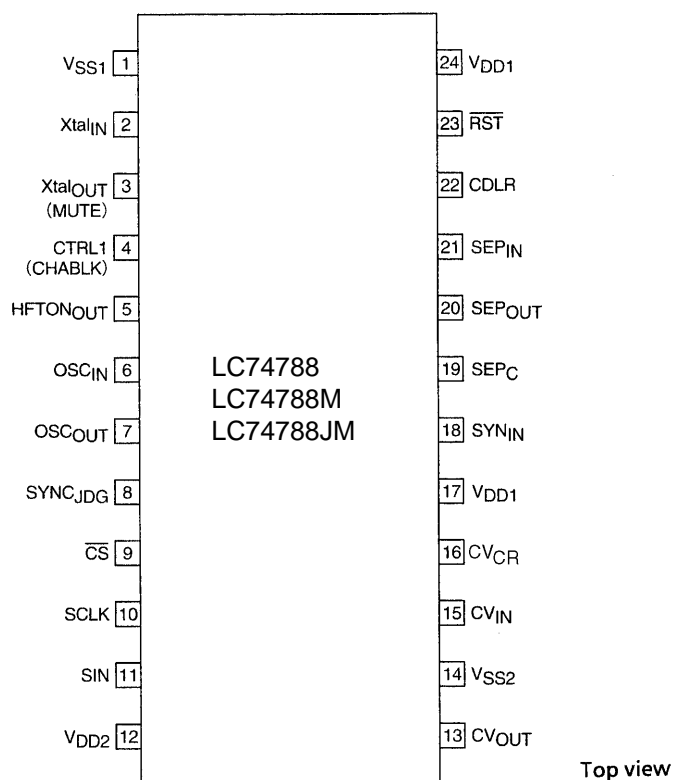 VSS1 1
XtalIN 2
XtalOUT 3
(MUTE)
CTRL1 4
(CHABLK)
HFTONOUT 5
OSCIN 6
OSCOUT 7
SYNCJDG 8
C̅S̅ 9
SCLK 10
SIN 11
VDD2 12
LC74788
LC74788M
LC74788JM
24 VDD1
23 R̅S̅T̅
22 CDLR
21 SEPIN
20 SEPOUT
19 SEPC
18 SYNIN
17 VDD1
16 CVCR
15 CVIN
14 VSS2
13 CVOUT
Top view